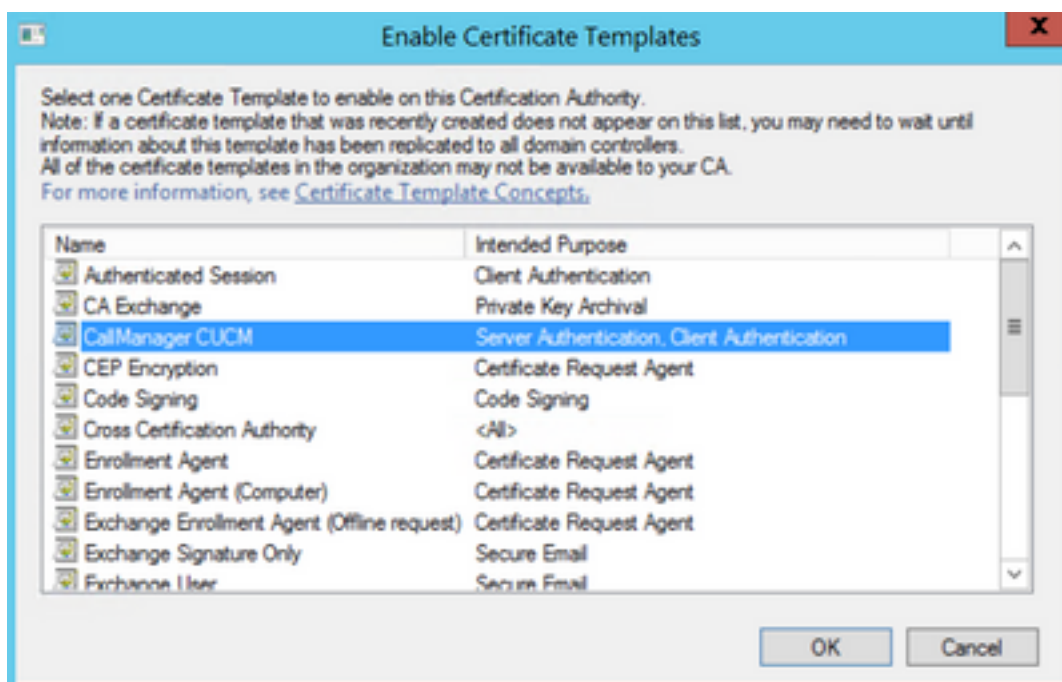 Enable Certificate Templates
X
Select one Certificate Template to enable on this Certification Authority.
Note: If a certificate template that was recently created does not appear on this list, you may need to wait until
information about this template has been replicated to all domain controllers.
All of the certificate templates in the organization may not be available to your CA.
For more information, see Certificate Template Concepts.
Name Intended Purpose
Authenticated Session Client Authentication
CA Exchange Private Key Archival
CallManager CUCM Server Authentication, Client Authentication
CEP Encryption Certificate Request Agent
Code Signing Code Signing
Cross Certification Authority <All>
Enrollment Agent Certificate Request Agent
Enrollment Agent (Computer) Certificate Request Agent
Exchange Enrollment Agent (Offline request) Certificate Request Agent
Exchange Signature Only Secure Email
Exchange User Secure Email
OK Cancel